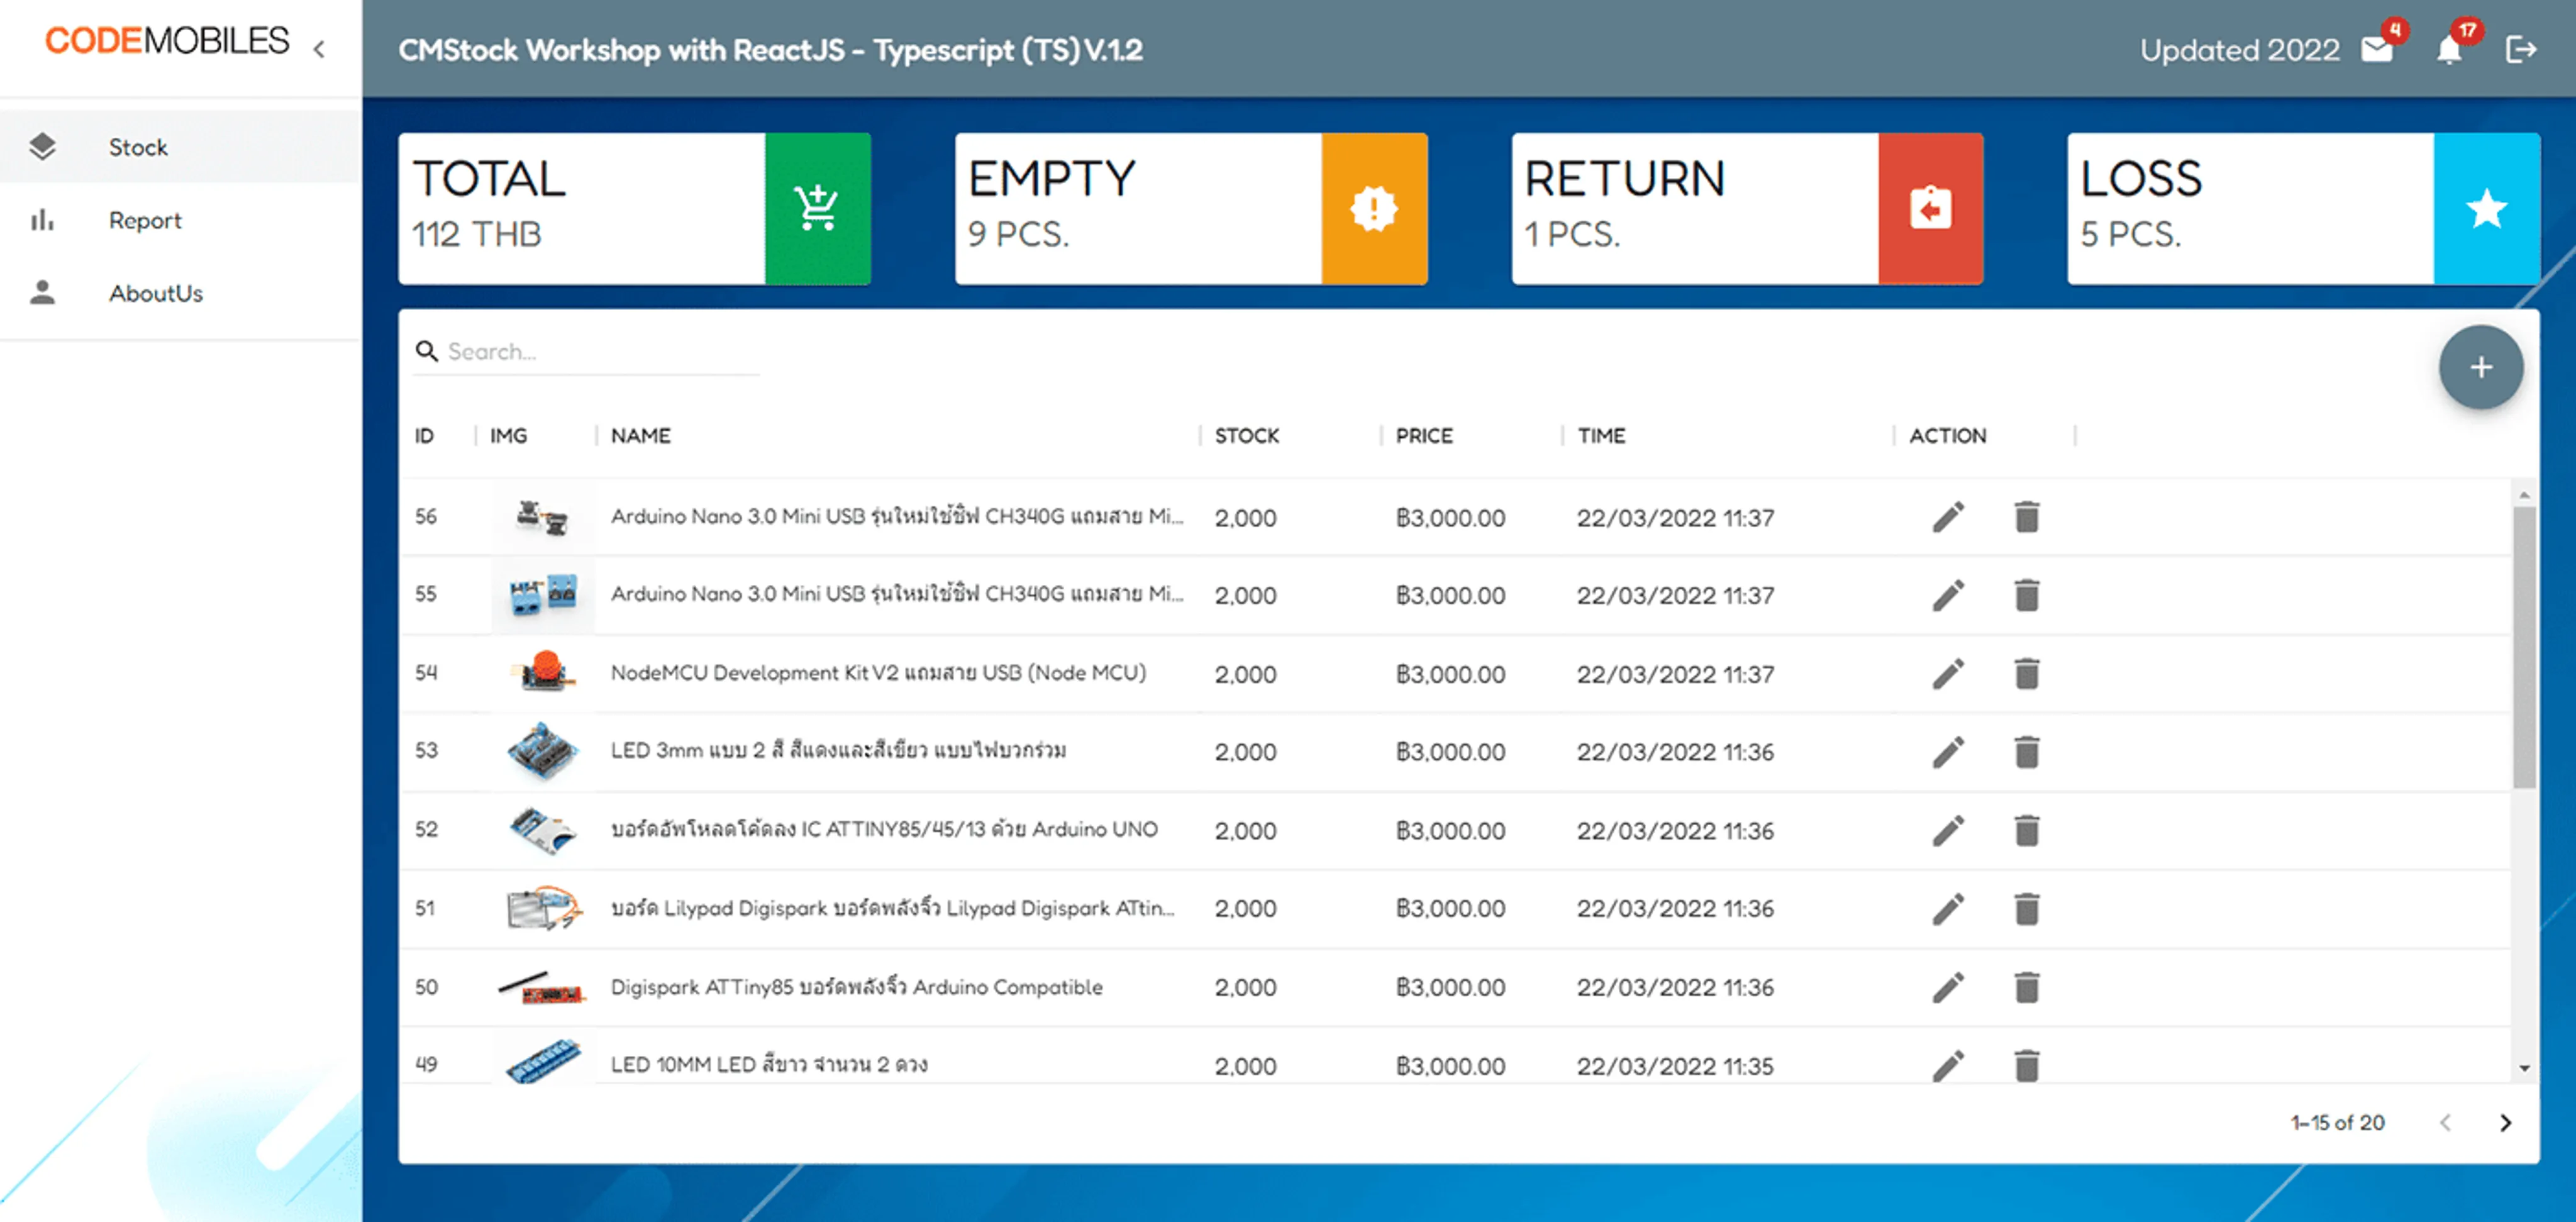 CODEMOBILES
CMStock Workshop with ReactJS - Typescript (TS) V.1.2
Updated 2022
4
17
Stock
Report
AboutUs
TOTAL
112 THB
EMPTY
9 PCS.
RETURN
1 PCS.
LOSS
5 PCS.
Search...
ID IMG NAME STOCK PRICE TIME ACTION
56 Arduino Nano 3.0 Mini USB รุ่นใหม่ใช้ชิฟ CH340G แถมสาย Mi... 2,000 ฿3,000.00 22/03/2022 11:37
55 Arduino Nano 3.0 Mini USB รุ่นใหม่ใช้ชิฟ CH340G แถมสาย Mi... 2,000 ฿3,000.00 22/03/2022 11:37
54 NodeMCU Development Kit V2 แถมสาย USB (Node MCU) 2,000 ฿3,000.00 22/03/2022 11:37
53 LED 3mm แบบ 2 สี สีแดงและสีเขียว แบบไฟบวกร่วม 2,000 ฿3,000.00 22/03/2022 11:36
52 บอร์ดอัพโหลดโค้ดลง IC ATTINY85/45/13 ด้วย Arduino UNO 2,000 ฿3,000.00 22/03/2022 11:36
51 บอร์ด Lilypad Digispark บอร์ดพลังจิ๋ว Lilypad Digispark ATtin... 2,000 ฿3,000.00 22/03/2022 11:36
50 Digispark ATTiny85 บอร์ดพลังจิ๋ว Arduino Compatible 2,000 ฿3,000.00 22/03/2022 11:36
49 LED 10MM LED สีขาว จำนวน 2 ดวง 2,000 ฿3,000.00 22/03/2022 11:35
1–15 of 20